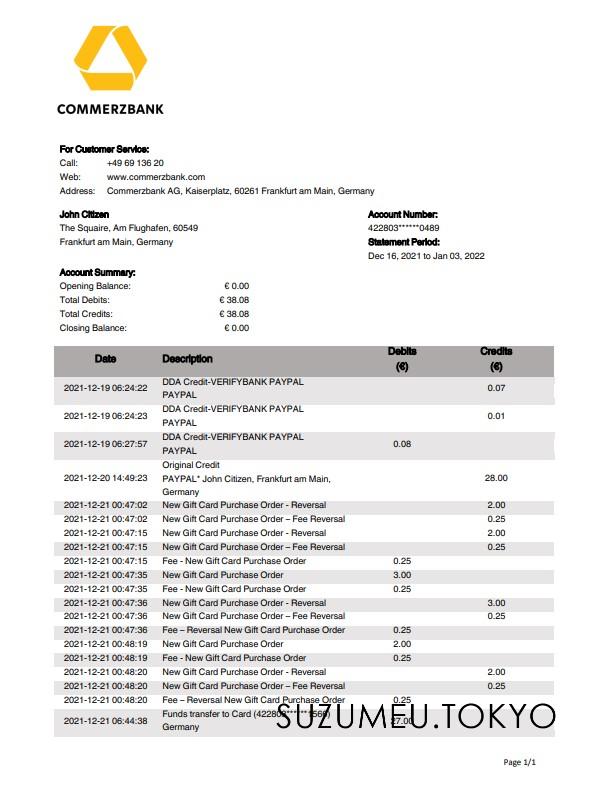 COMMERZBANK
For Customer Service:
Call: +49 69 136 20
Web: www.commerzbank.com
Address: Commerzbank AG, Kaiserplatz, 60261 Frankfurt am Main, Germany
John Citizen Account Number:
The Squaire, Am Flughafen, 60549 422803******0489
Frankfurt am Main, Germany Statement Period:
Dec 16, 2021 to Jan 03, 2022
Account Summary:
Opening Balance: € 0.00
Total Debits: € 38.08
Total Credits: € 38.08
Closing Balance: € 0.00
Date Description Debits (€) Credits (€)
2021-12-19 06:24:22 DDA Credit-VERIFYBANK PAYPAL PAYPAL 0.07
2021-12-19 06:24:23 DDA Credit-VERIFYBANK PAYPAL PAYPAL 0.01
2021-12-19 06:27:57 DDA Credit-VERIFYBANK PAYPAL PAYPAL 0.08
Original Credit
2021-12-20 14:49:23 PAYPAL* John Citizen, Frankfurt am Main, 28.00
Germany
2021-12-21 00:47:02 New Gift Card Purchase Order - Reversal 2.00
2021-12-21 00:47:02 New Gift Card Purchase Order – Fee Reversal 0.25
2021-12-21 00:47:15 New Gift Card Purchase Order - Reversal 2.00
2021-12-21 00:47:15 New Gift Card Purchase Order – Fee Reversal 0.25
2021-12-21 00:47:15 Fee - New Gift Card Purchase Order 0.25
2021-12-21 00:47:35 New Gift Card Purchase Order 3.00
2021-12-21 00:47:35 Fee - New Gift Card Purchase Order 0.25
2021-12-21 00:47:36 New Gift Card Purchase Order - Reversal 3.00
2021-12-21 00:47:36 New Gift Card Purchase Order – Fee Reversal 0.25
2021-12-21 00:47:36 Fee – Reversal New Gift Card Purchase Order 0.25
2021-12-21 00:48:19 New Gift Card Purchase Order 2.00
2021-12-21 00:48:19 Fee - New Gift Card Purchase Order 0.25
2021-12-21 00:48:20 New Gift Card Purchase Order - Reversal 2.00
2021-12-21 00:48:20 New Gift Card Purchase Order – Fee Reversal 0.25
2021-12-21 00:48:20 Fee – Reversal New Gift Card Purchase Order 0.25
2021-12-21 06:44:38 Funds transfer to Card
Germany 27.00
SUZUMEU.TOKYO
Page 1/1